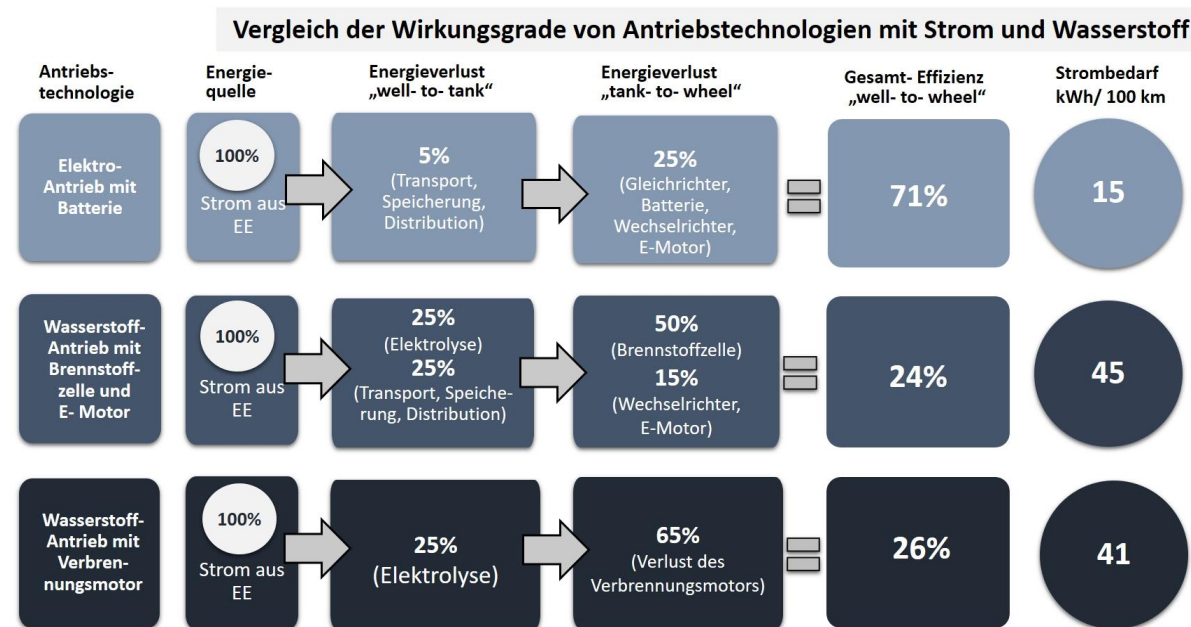 Vergleich der Wirkungsgrade von Antriebstechnologien mit Strom und Wasserstoff
Antriebs-
technologie
Energie-
quelle
Energieverlust
„well- to- tank“
Energieverlust
„tank- to- wheel“
Gesamt- Effizienz
„well- to- wheel“
Strombedarf
kWh/ 100 km
Elektro-
Antrieb mit
Batterie
100%
Strom aus
EE
5%
(Transport,
Speicherung,
Distribution)
25%
(Gleichrichter,
Batterie,
Wechselrichter,
E-Motor)
71%
15
Wasserstoff-
Antrieb mit
Brennstoff-
zelle und
E- Motor
100%
Strom aus
EE
25%
(Elektrolyse)
25%
(Transport, Speiche-
rung, Distribution)
50%
(Brennstoffzelle)
15%
(Wechselrichter,
E-Motor)
24%
45
Wasserstoff-
Antrieb mit
Verbren-
nungsmotor
100%
Strom aus
EE
25%
(Elektrolyse)
65%
(Verlust des
Verbrennungsmotors)
26%
41